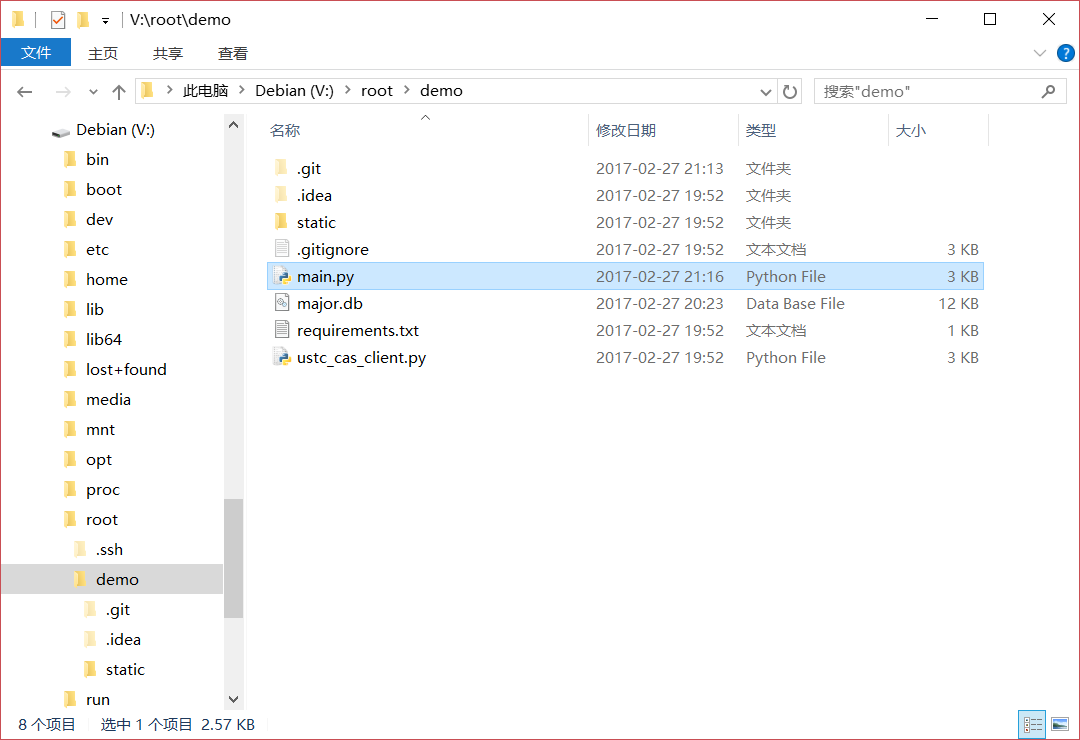 V:\root\demo
文件 主页 共享 查看
此电脑 Debian (V:) root demo 搜索"demo"
Debian (V:)
bin
boot
dev
etc
home
lib
lib64
lost+found
media
mnt
opt
proc
root
.ssh
demo
.git
.idea
static
run
名称 修改日期 类型 大小
.git 2017-02-27 21:13 文件夹
.idea 2017-02-27 19:52 文件夹
static 2017-02-27 19:52 文件夹
.gitignore 2017-02-27 19:52 文本文档 3 KB
main.py 2017-02-27 21:16 Python File 3 KB
major.db 2017-02-27 20:23 Data Base File 12 KB
requirements.txt 2017-02-27 19:52 文本文档 1 KB
ustc_cas_client.py 2017-02-27 19:52 Python File 3 KB
8 个项目 选中 1 个项目 2.57 KB